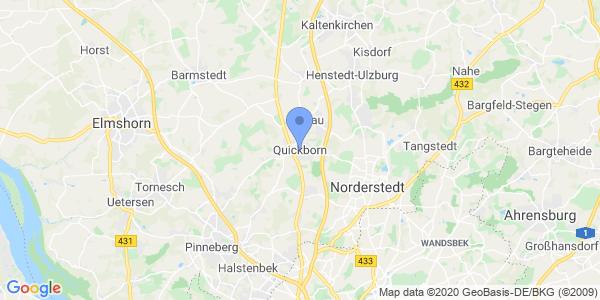 Kaltenkirchen
Horst
Kisdorf
Barmstedt
Henstedt-Ulzburg
Nahe
432
Bargfeld-Stegen
Elmshorn
au
Quickborn
Tangstedt
Bargteheide
Tornesch
Norderstedt
Uetersen
Ahrensburg
431
Pinneberg
WANDSBEK
1
Großhansdorf
Halstenbek
433
Google
Map data ©2020 GeoBasis-DE/BKG (©2009)